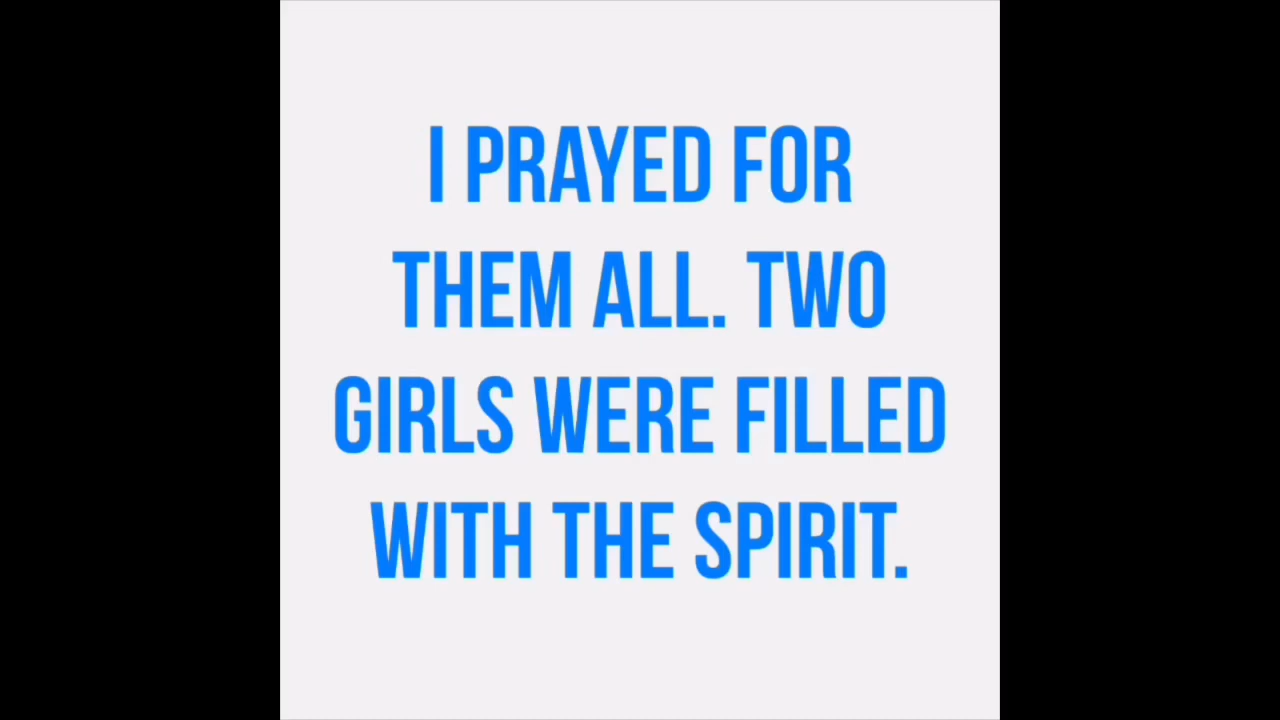 I PRAYED FOR
THEM ALL. TWO
GIRLS WERE FILLED
WITH THE SPIRIT.